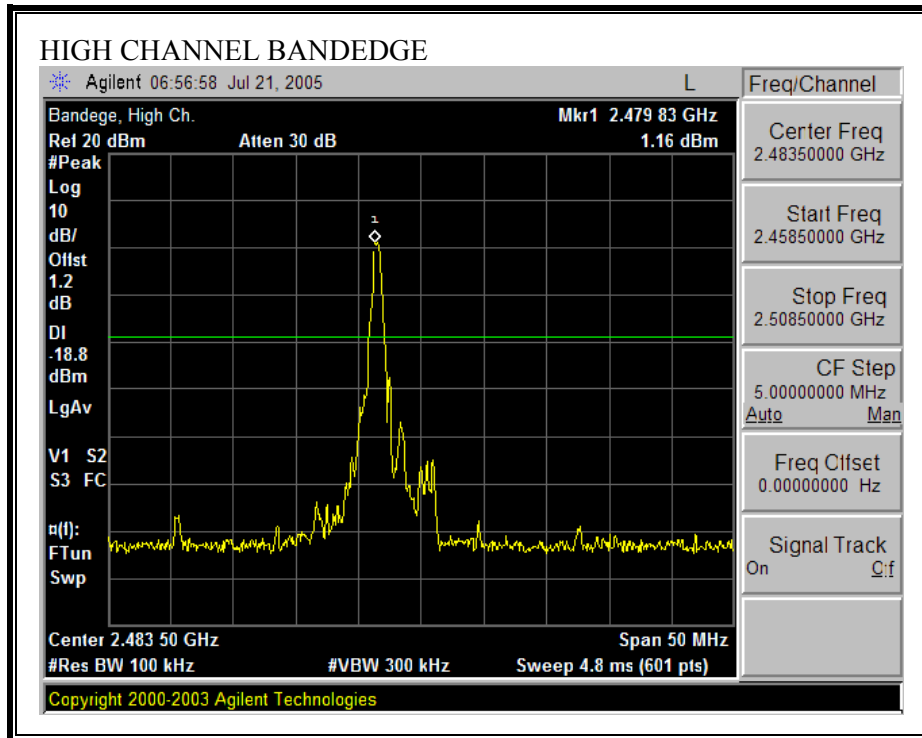 HIGH CHANNEL BANDEDGE
Agilent 06:56:58 Jul 21, 2005 L
Freq/Channel
Bandege, High Ch. Mkr1 2.479 83 GHz
Ref 20 dBm Atten 30 dB 1.16 dBm
#Peak
Log
10
dB/
Offst
1.2
dB
DI
-18.8
dBm
LgAv
V1 S2
S3 FC
¤(f):
FTun
Swp
1
Center 2.483 50 GHz Span 50 MHz
#Res BW 100 kHz #VBW 300 kHz Sweep 4.8 ms (601 pts)
Copyright 2000-2003 Agilent Technologies
Center Freq
2.48350000 GHz
Start Freq
2.45850000 GHz
Stop Freq
2.50850000 GHz
CF Step
5.00000000 MHz
Auto Man
Freq Offset
0.00000000 Hz
Signal Track
On Off